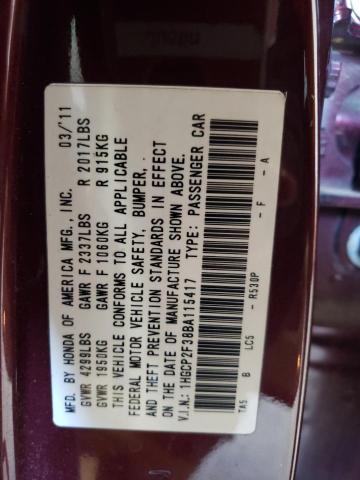 MFD. BY HONDA OF AMERICA MFG., INC. 03/'11
GVWR 4299LBS GAWR F 2337LBS R 2017LBS
GVWR 1950KG GAWR F 1060KG R 915KG
THIS VEHICLE CONFORMS TO ALL APPLICABLE
FEDERAL MOTOR VEHICLE SAFETY, BUMPER,
AND THEFT PREVENTION STANDARDS IN EFFECT
ON THE DATE OF MANUFACTURE SHOWN ABOVE.
V.I.N.: 1HGCP2F38BA115417 TYPE: PASSENGER CAR
TA5 B LC5 - R530P - F - A